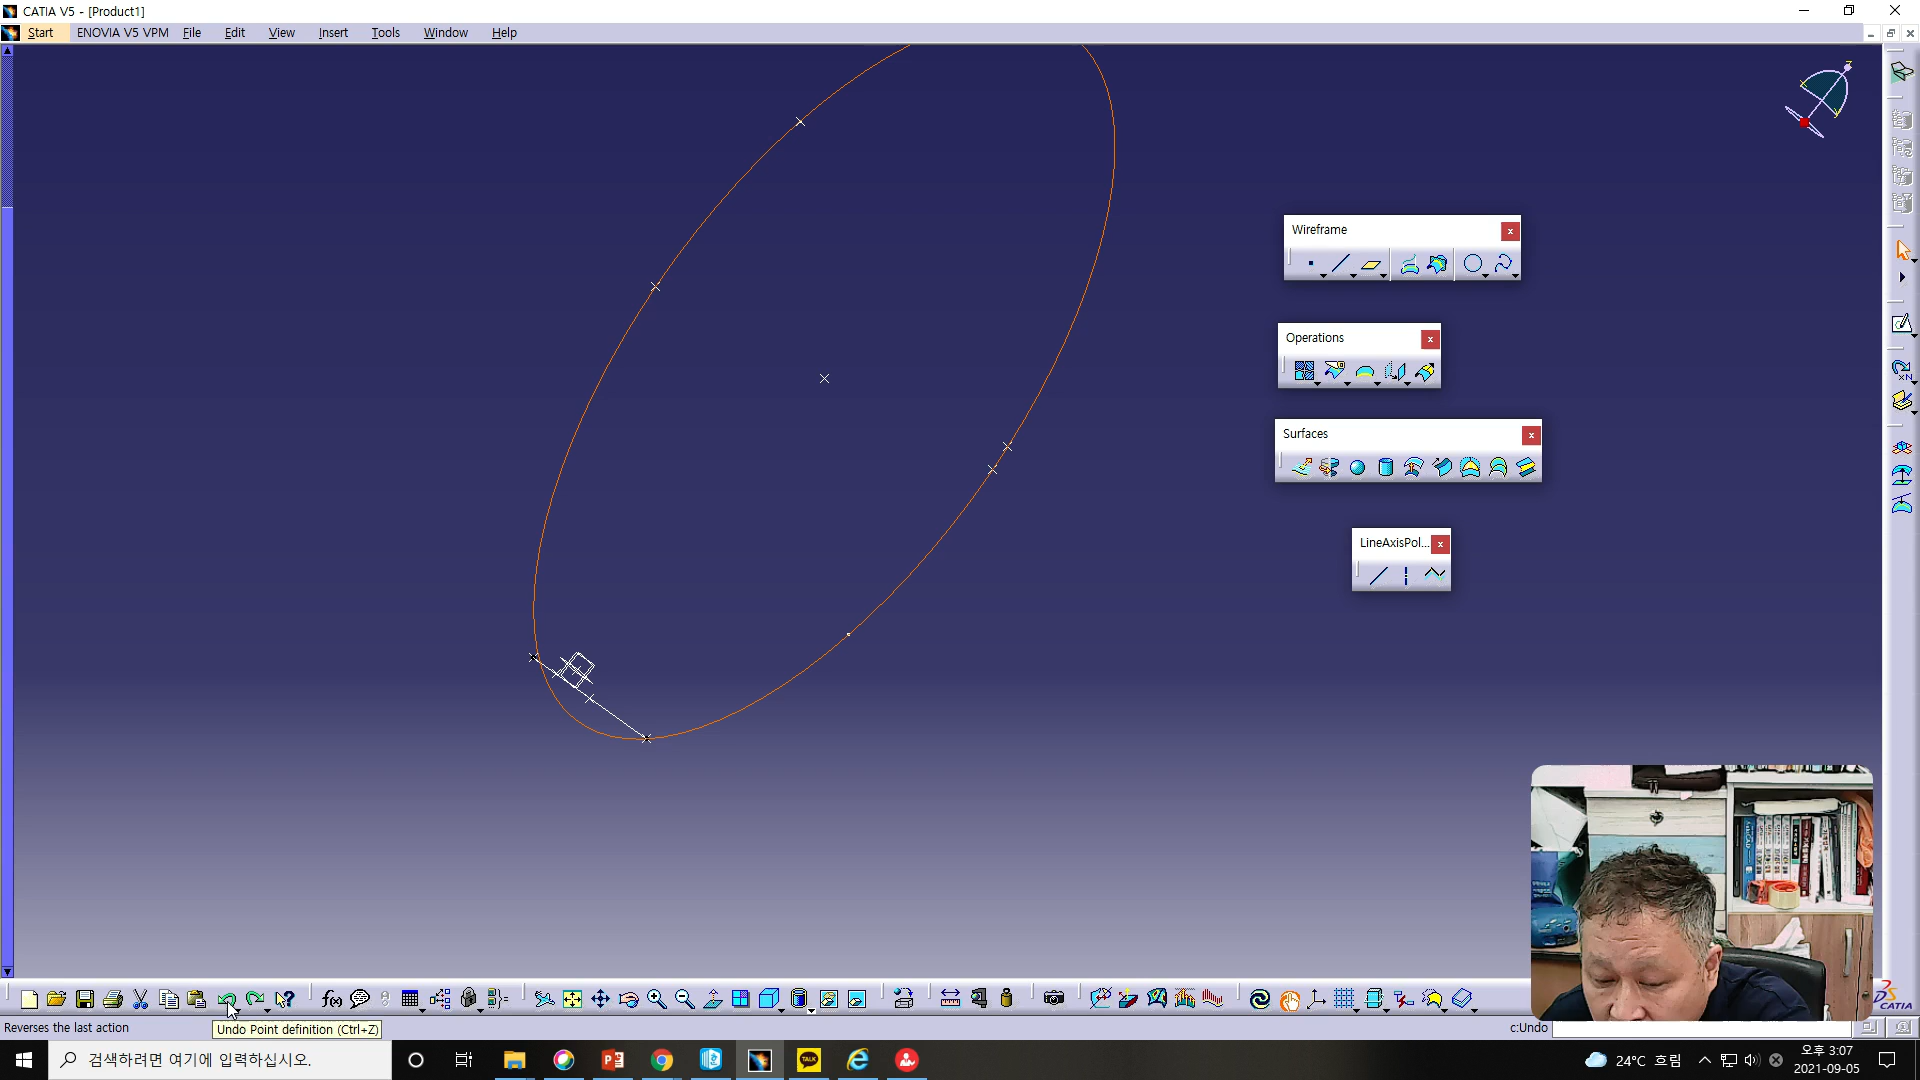 CATIA V5 - [Product1]
Start ENOVIA V5 VPM File Edit View Insert Tools Window Help
Wireframe
Operations
Surfaces
LineAxisPol...
Reverses the last action
Undo Point definition (Ctrl+Z)
c:Undo
CATIA
검색하려면 여기에 입력하십시오.
TALK
24°C 흐림
오후 3:07
2021-09-05